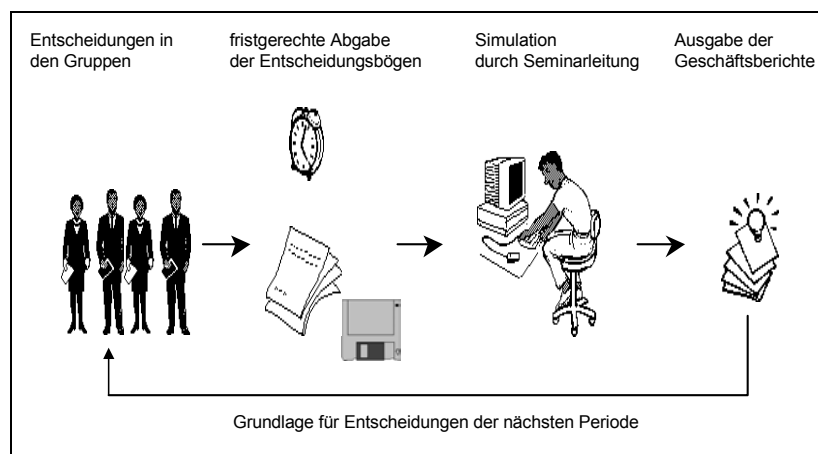 Entscheidungen in
den Gruppen
fristgerechte Abgabe
der Entscheidungsbögen
Simulation
durch Seminarleitung
Ausgabe der
Geschäftsberichte
Grundlage für Entscheidungen der nächsten Periode